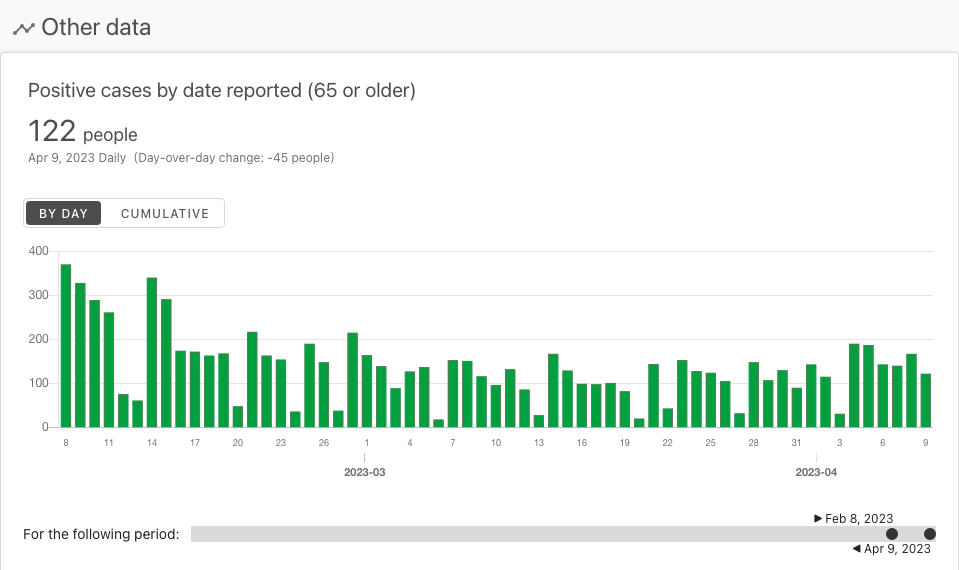 Other data
Positive cases by date reported (65 or older)
122 people
Apr 9, 2023 Daily (Day-over-day change: -45 people)
BY DAY CUMULATIVE
400
300
200
100
0
8 11 14 17 20 23 26 1 4 7 10 13 16 19 22 25 28 31 3 6 9
2023-03 2023-04
▶ Feb 8, 2023
For the following period:
◀ Apr 9, 2023